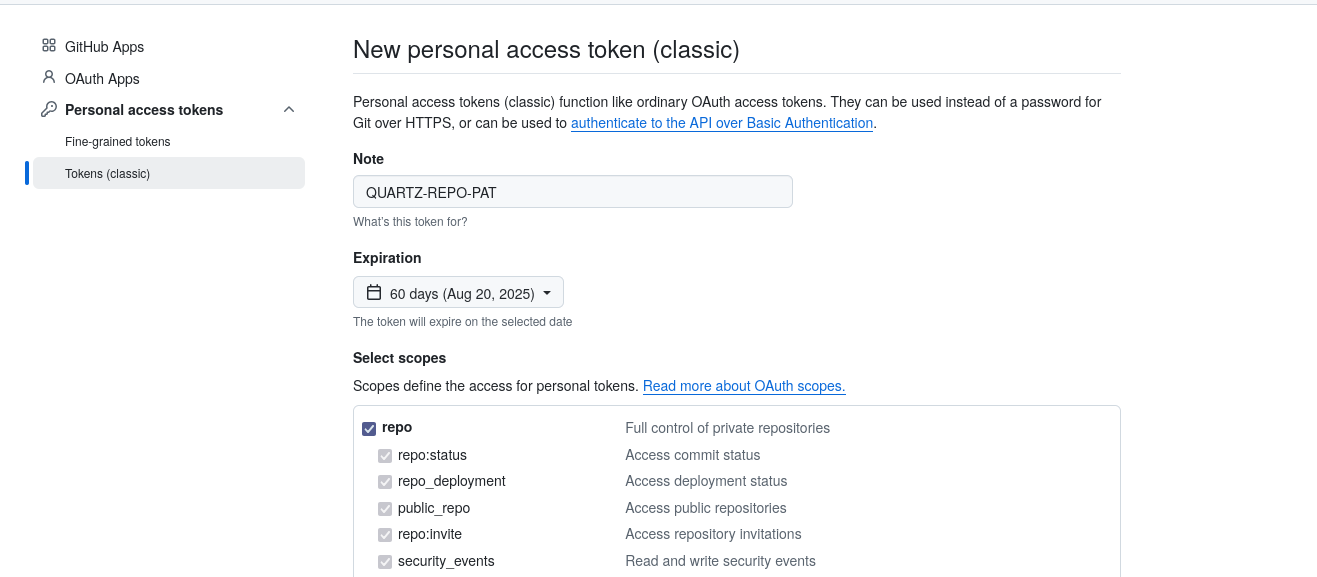 GitHub Apps
OAuth Apps
Personal access tokens
Fine-grained tokens
Tokens (classic)
New personal access token (classic)
Personal access tokens (classic) function like ordinary OAuth access tokens. They can be used instead of a password for
Git over HTTPS, or can be used to authenticate to the API over Basic Authentication.
Note
QUARTZ-REPO-PAT
What's this token for?
Expiration
60 days (Aug 20, 2025)
The token will expire on the selected date
Select scopes
Scopes define the access for personal tokens. Read more about OAuth scopes.
repo Full control of private repositories
repo:status Access commit status
repo_deployment Access deployment status
public_repo Access public repositories
repo:invite Access repository invitations
security_events Read and write security events